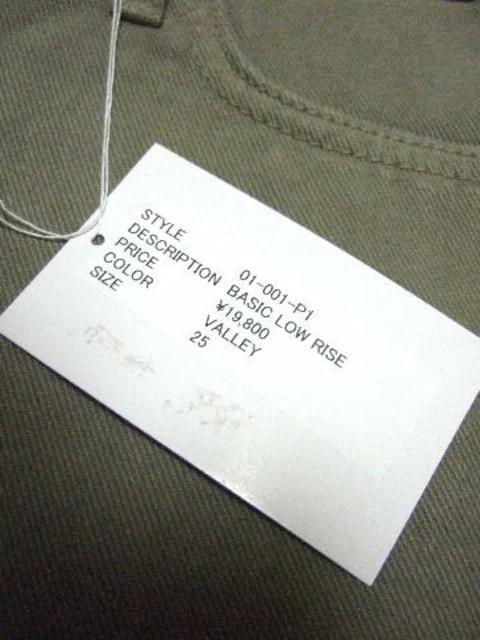 STYLE 01-001-P1
DESCRIPTION BASIC LOW RISE
PRICE ¥19,800
COLOR VALLEY
SIZE 25